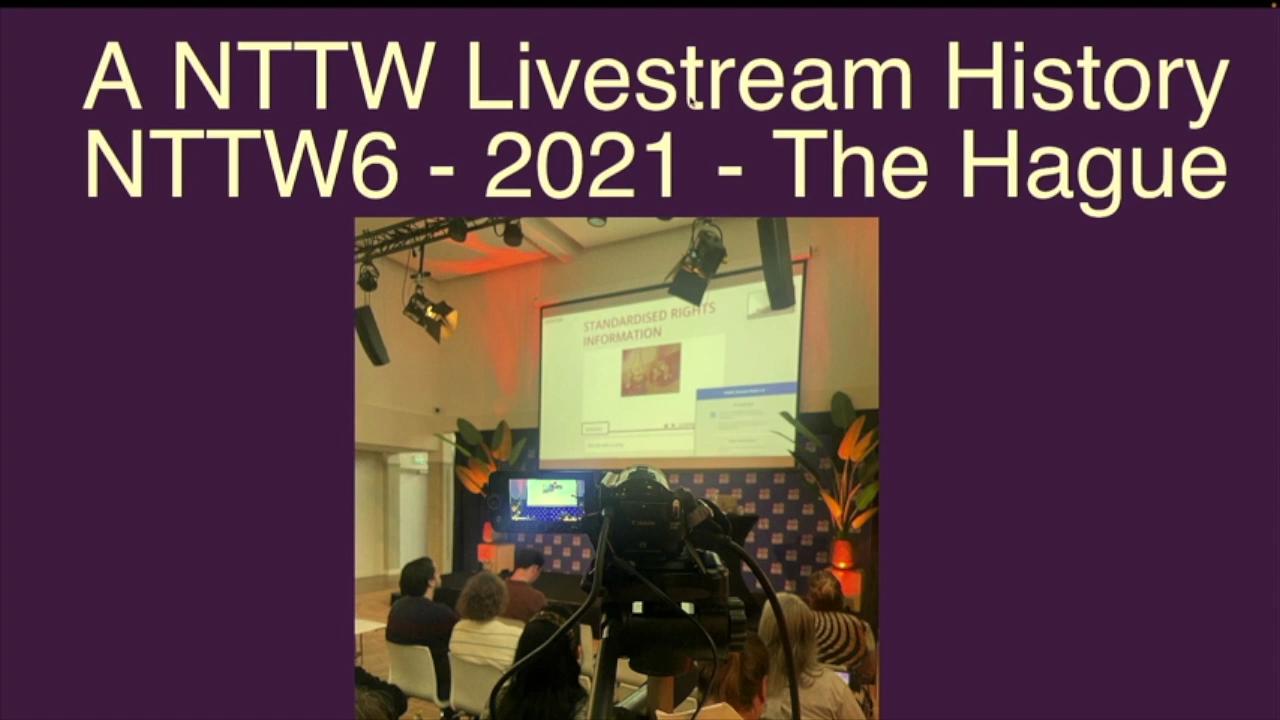 A NTTW Livestream History
NTTW6 - 2021 - The Hague
STANDARDISED RIGHTS
INFORMATION